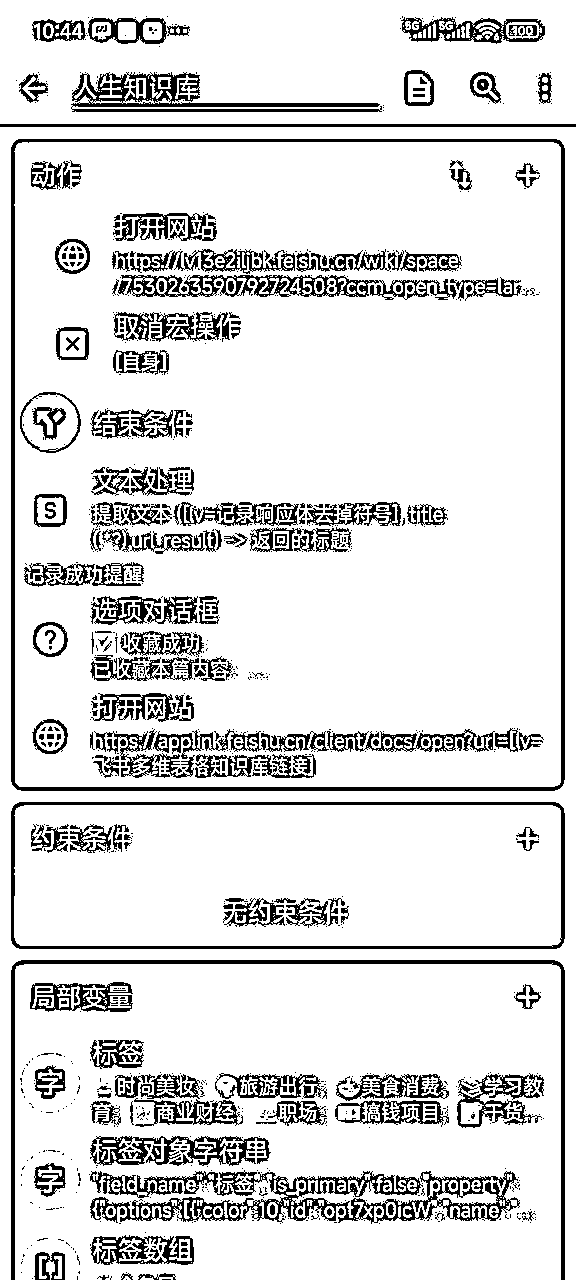 10:44
人生知识库
动作
打开网站
https://lv13e2iljbk.feishu.cn/wiki/space
/7530263590792724508?ccm_open_type=lar...
取消宏操作
[自身]
结束条件
文本处理
提取文本 ([lv=记录响应体去掉符号], title
(.*?) url_result) => 返回的标题
记录成功提醒
选项对话框
✅ 收藏成功
已收藏本篇内容 ...
打开网站
https://applink.feishu.cn/client/docs/open?url=[lv=
飞书多维表格知识库链接]
约束条件
无约束条件
局部变量
标签
时尚美妆, 旅游出行, 美食消费, 学习教
育, 商业财经, 职场, 搞钱项目, 干货...
标签对象字符串
"field_name":"标签","is_primary":false,"property":
{"options":[{"color":10,"id":"opt7xp0icW","name":"...
标签数组